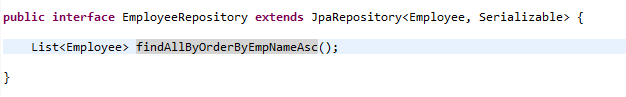 public interface EmployeeRepository extends JpaRepository<Employee, Serializable> {
List<Employee> findAllByOrderByEmpNameAsc();
}